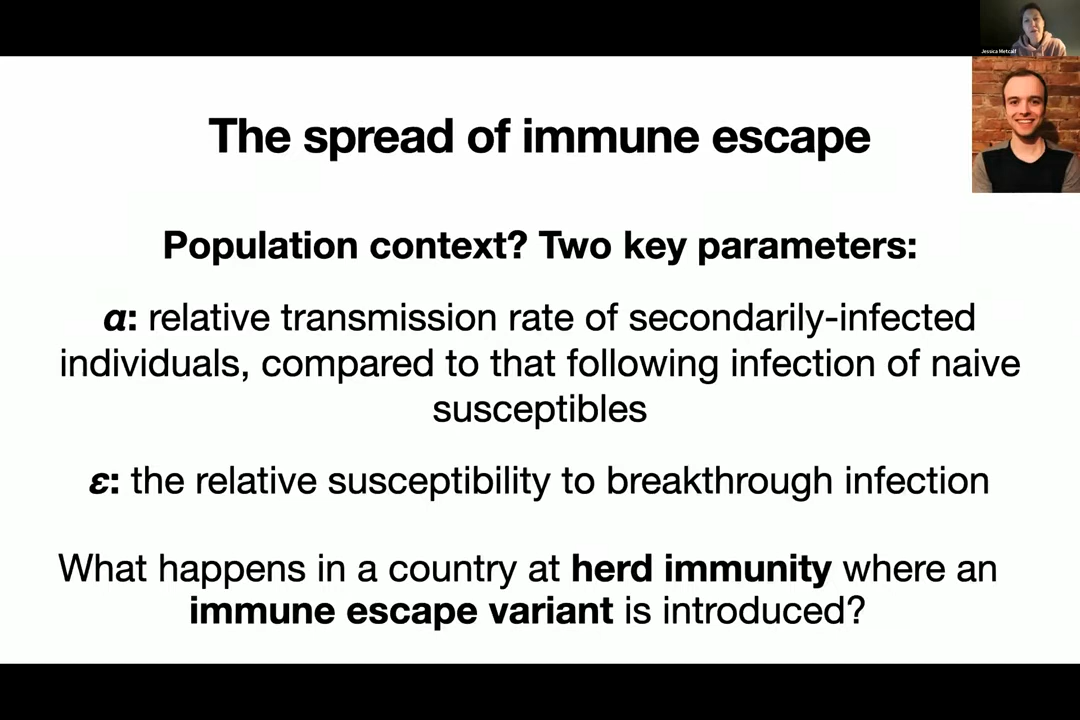 Jessica Metcalf
The spread of immune escape
Population context? Two key parameters:
α: relative transmission rate of secondarily-infected
individuals, compared to that following infection of naive
susceptibles
ε: the relative susceptibility to breakthrough infection
What happens in a country at herd immunity where an
immune escape variant is introduced?